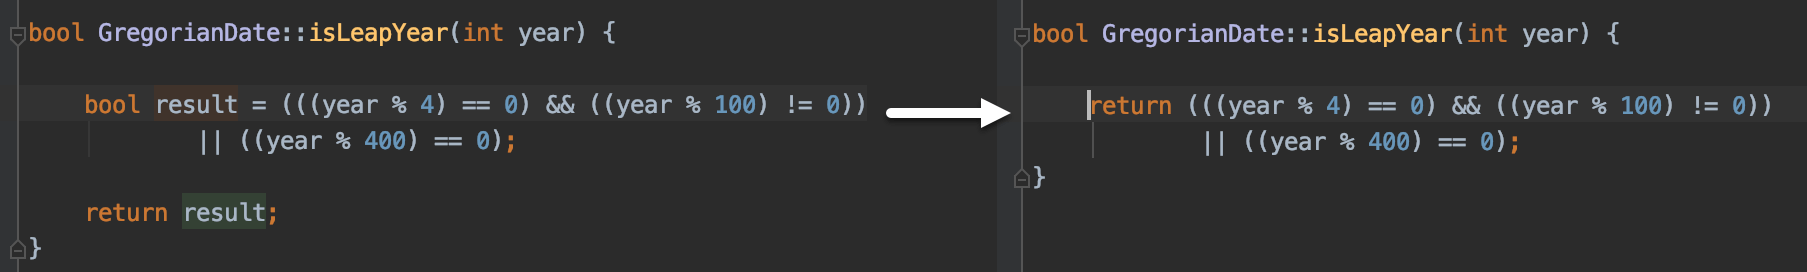 bool GregorianDate::isLeapYear(int year) {
bool result = (((year % 4) == 0) && ((year % 100) != 0))
|| ((year % 400) == 0);
return result;
}
bool GregorianDate::isLeapYear(int year) {
return (((year % 4) == 0) && ((year % 100) != 0))
|| ((year % 400) == 0);
}